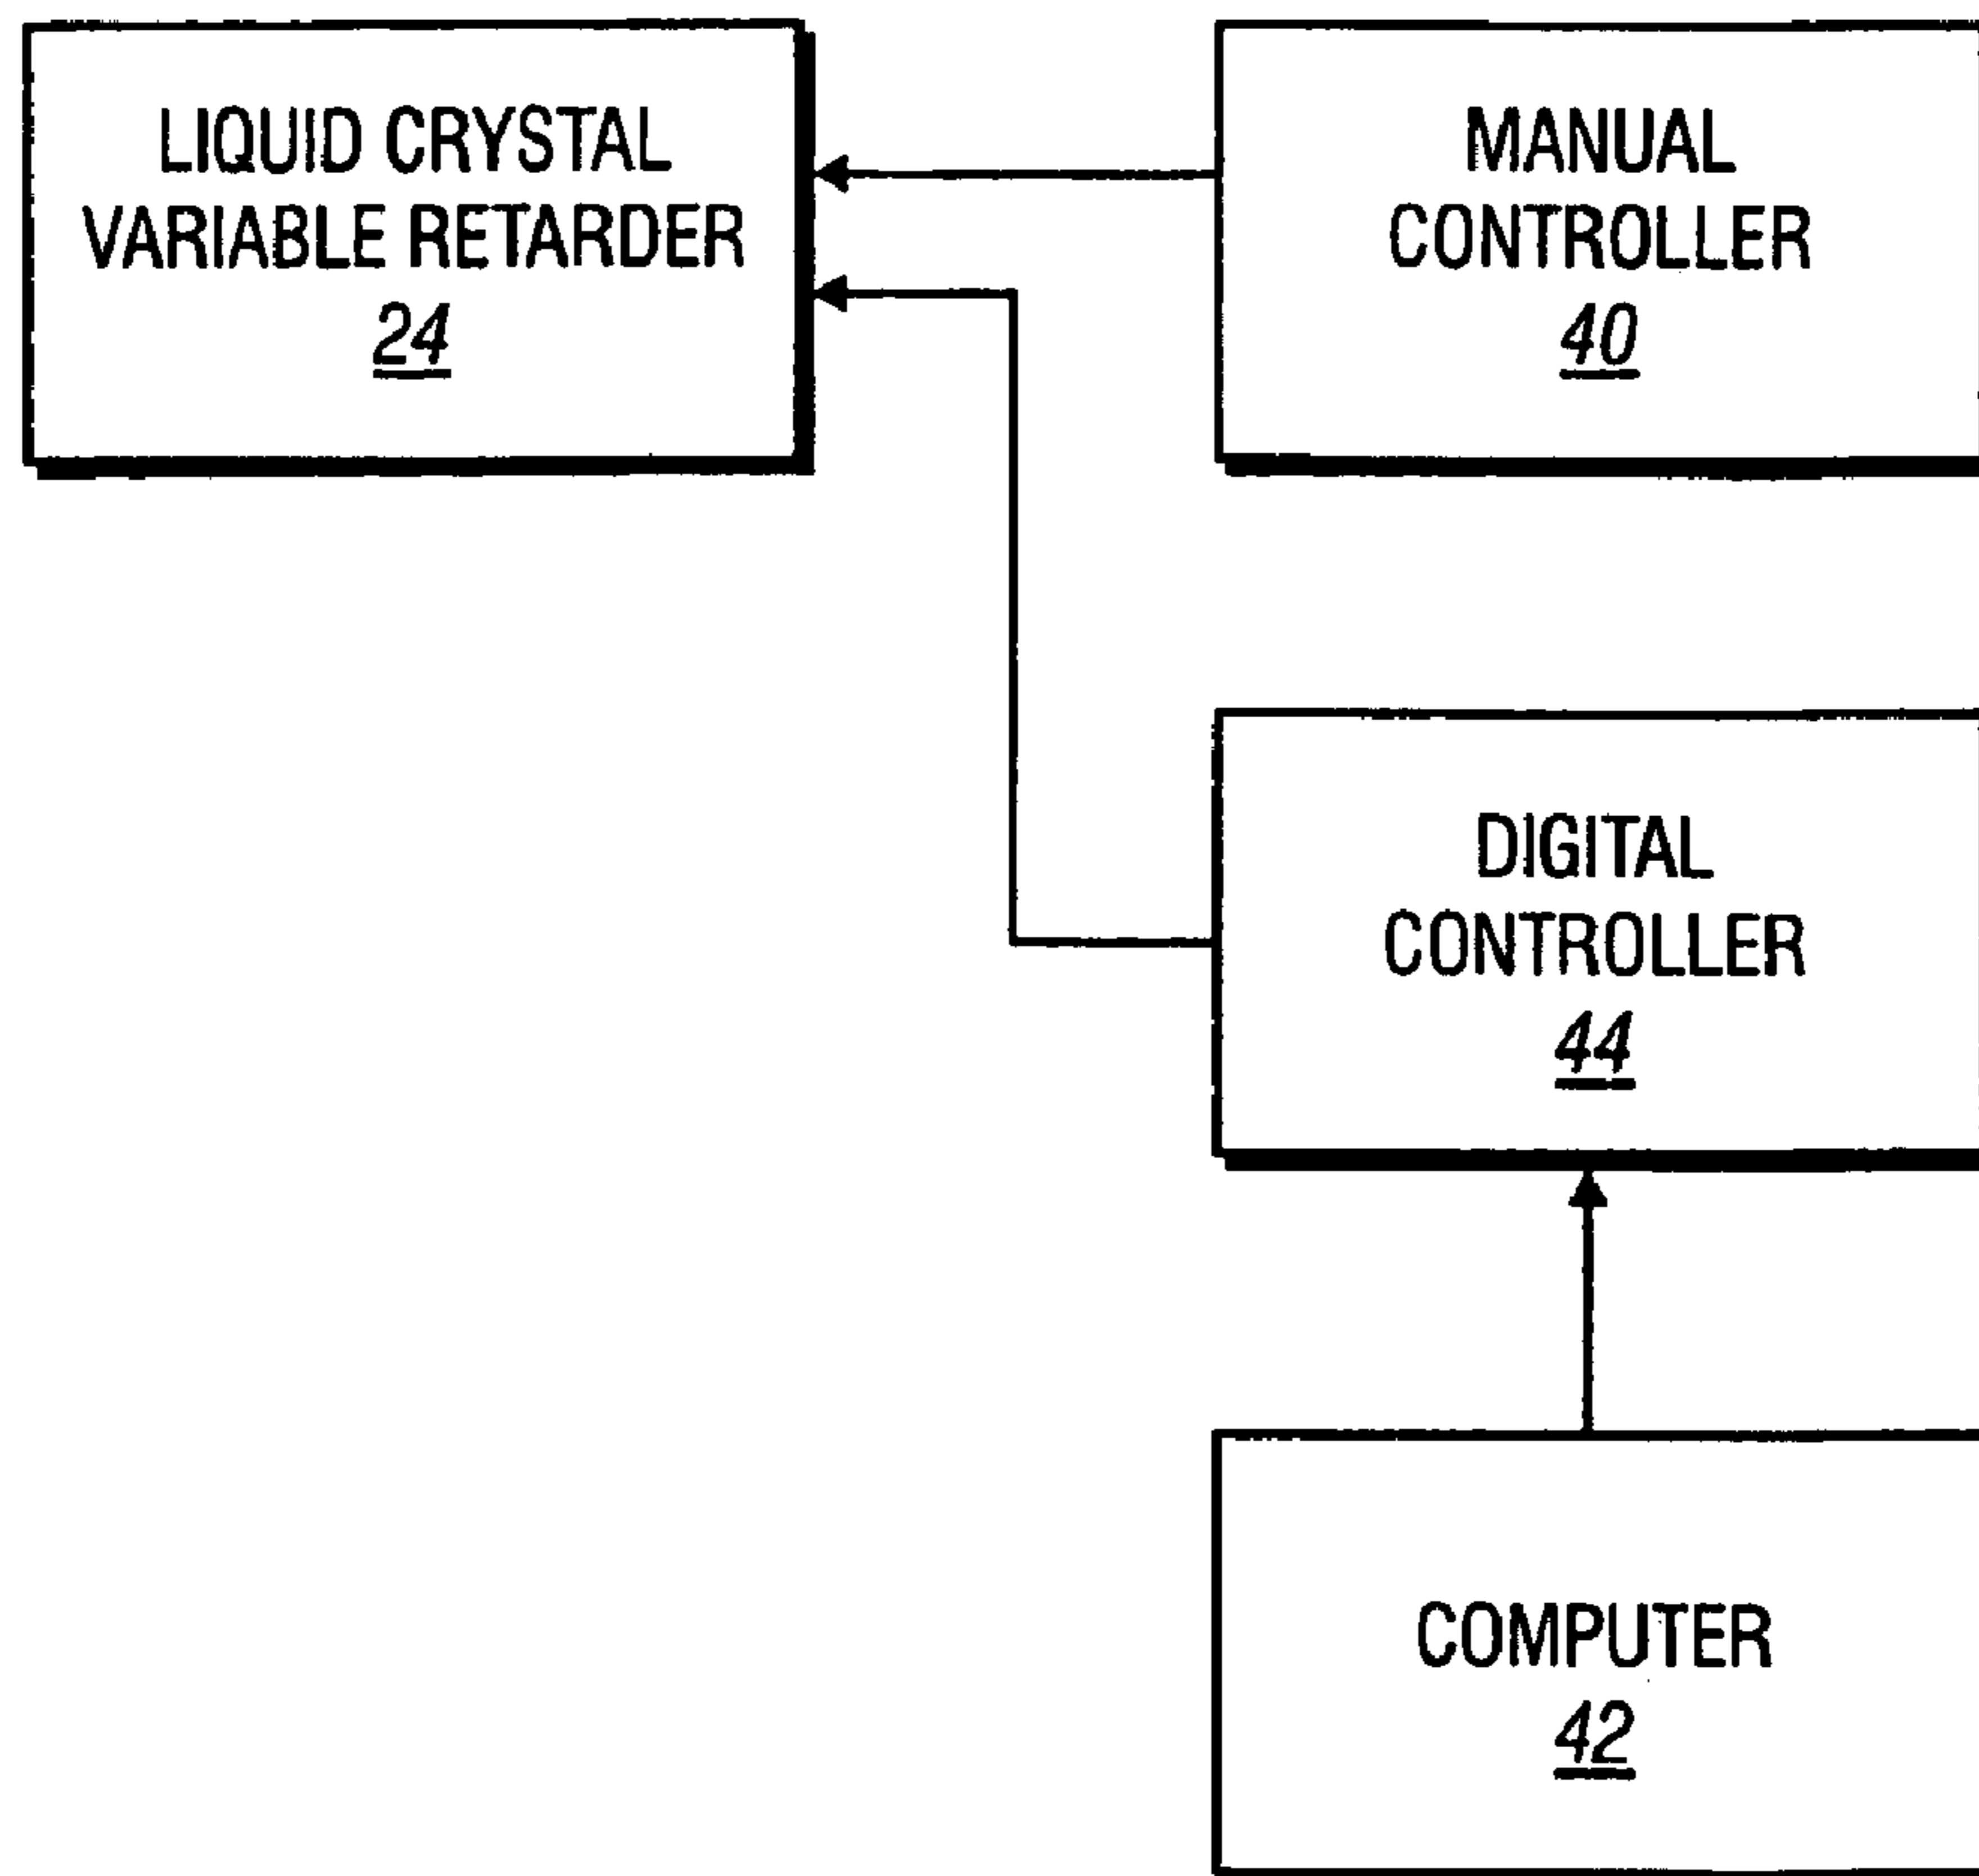 LIQUID CRYSTAL
VARIABLE RETARDER
24
MANUAL
CONTROLLER
40
DIGITAL
CONTROLLER
44
COMPUTER
42